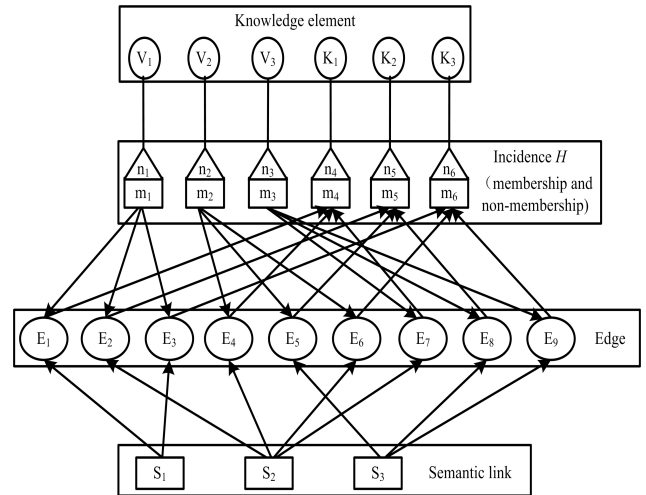 Knowledge element
V₁ V₂ V₃ K₁ K₂ K₃
n₁ n₂ n₃ n₄ n₅ n₆
Incidence H
m₁ m₂ m₃ m₄ m₅ m₆
(membership and
non-membership)
E₁ E₂ E₃ E₄ E₅ E₆ E₇ E₈ E₉ Edge
S₁ S₂ S₃ Semantic link